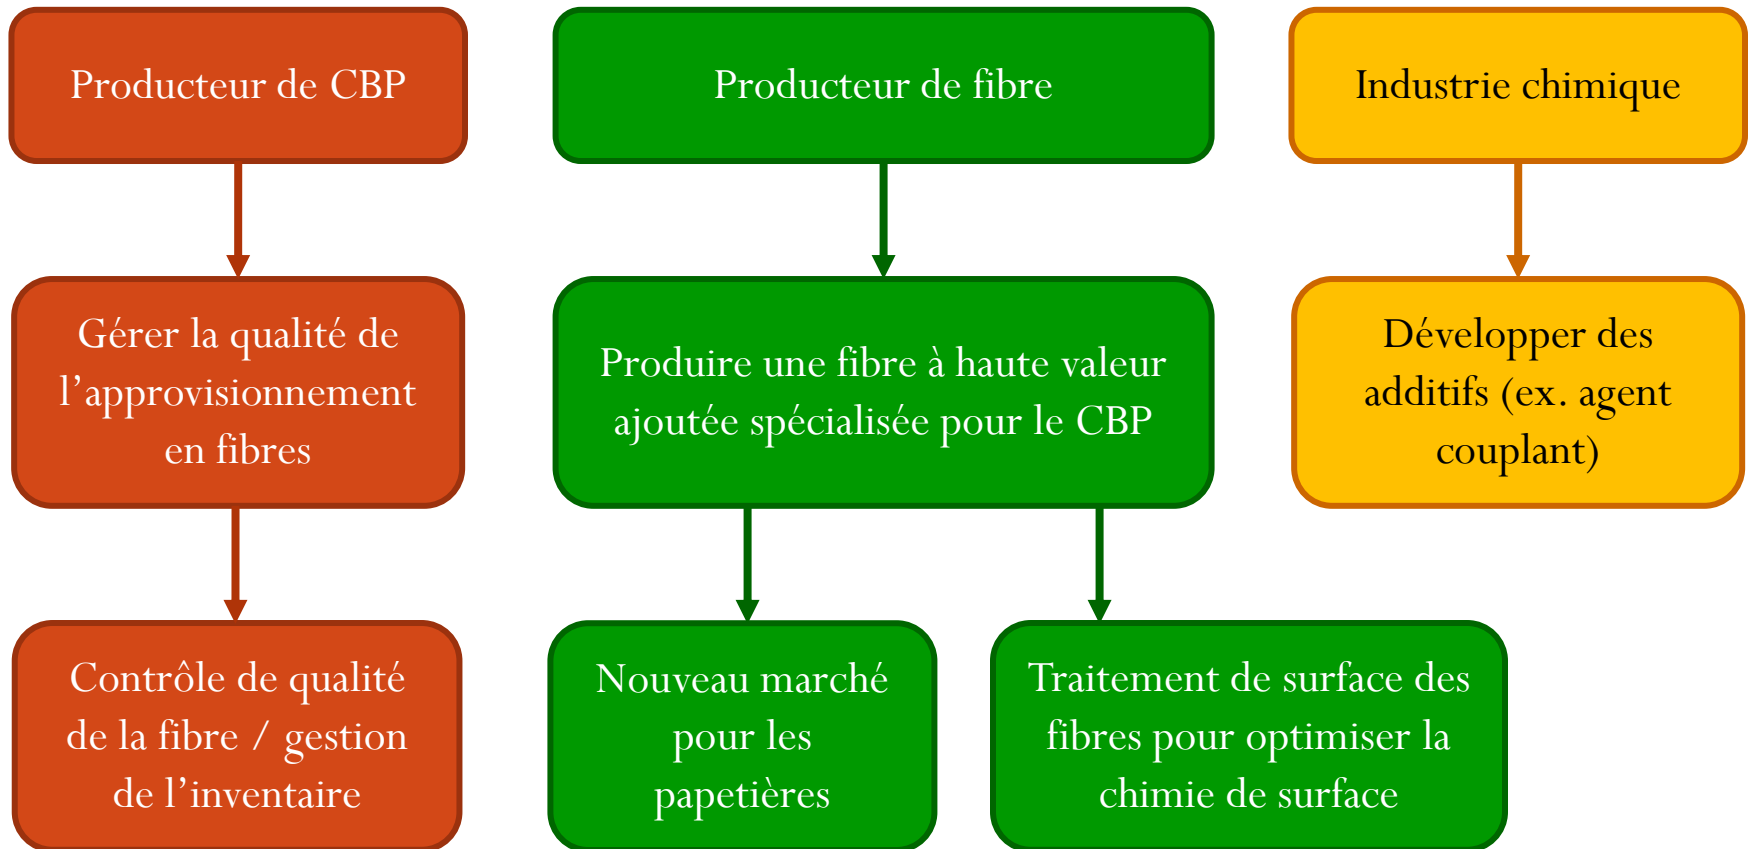 Producteur de CBP
Producteur de fibre
Industrie chimique
Gérer la qualité de
l’approvisionnement
en fibres
Produire une fibre à haute valeur
ajoutée spécialisée pour le CBP
Développer des
additifs (ex. agent
couplant)
Contrôle de qualité
de la fibre / gestion
de l’inventaire
Nouveau marché
pour les
papetières
Traitement de surface des
fibres pour optimiser la
chimie de surface